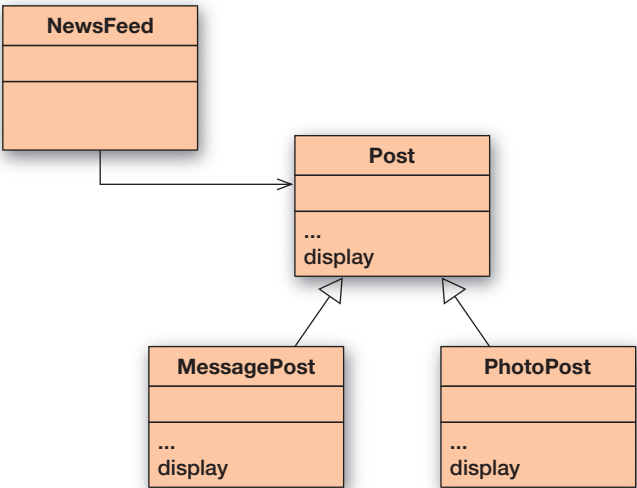 NewsFeed
Post
...
display
MessagePost
...
display
PhotoPost
...
display